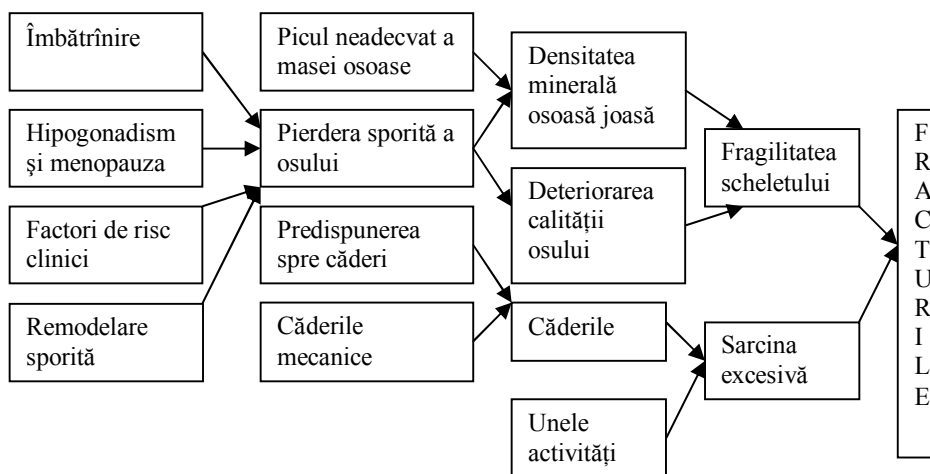 Îmbătrînire
Hipogonadism
şi menopauza
Factori de risc
clinici
Remodelare
sporită
Picul neadecvat a
masei osoase
Pierdera sporită a
osului
Predispunerea
spre căderi
Căderile
mecanice
Densitatea
minerală
osoasă joasă
Deteriorarea
calității
osului
Căderile
Unele
activități
Fragilitatea
scheletului
Sarcina
excesivă
F
R
A
C
T
U
R
I
L
E